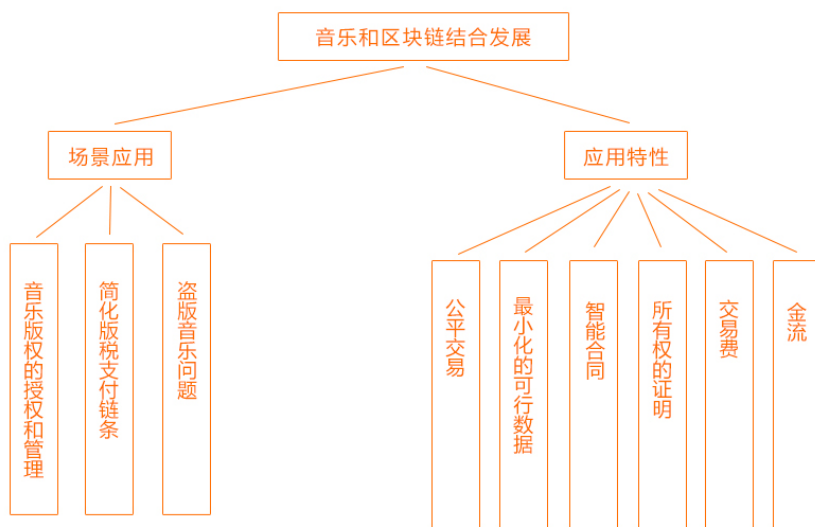 音乐和区块链结合发展
场景应用
应用特性
音乐版权的授权和管理
简化版税支付链条
盗版音乐问题
公平交易
最小化的可行数据
智能合同
所有权的证明
交易费
金流